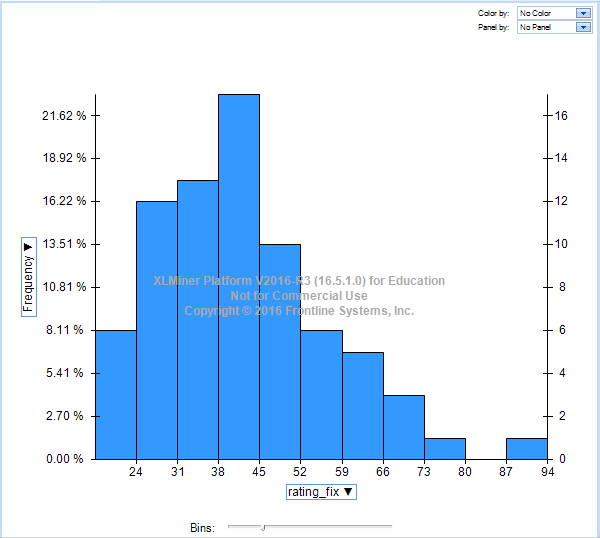 Color by: No Color
Panel by: No Panel
21.62 % 16
18.92 % 14
16.22 % 12
13.51 % 10
10.81 % 8
8.11 % 6
5.41 % 4
2.70 % 2
0.00 % 0
Frequency ▼
XLMiner Platform V2016-R3 (16.5.1.0) for Education
Not for Commercial Use
Copyright © 2016 Frontline Systems, Inc.
24 31 38 45 52 59 66 73 80 87 94
rating_fix ▼
Bins: